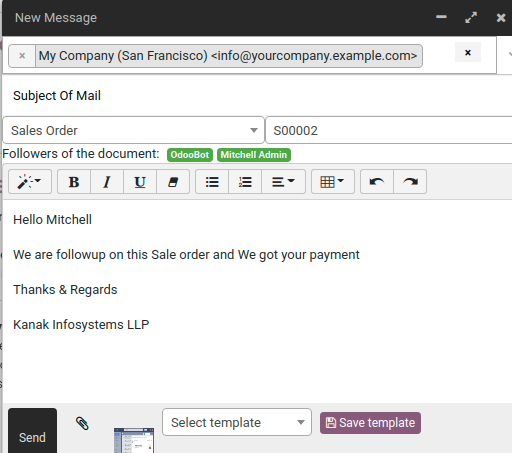 New Message
× My Company (San Francisco) <info@yourcompany.example.com> ×
Subject Of Mail
Sales Order S00002
Followers of the document: OdooBot Mitchell Admin
B I U
Hello Mitchell
We are followup on this Sale order and We got your payment
Thanks & Regards
Kanak Infosystems LLP
Send Select template Save template